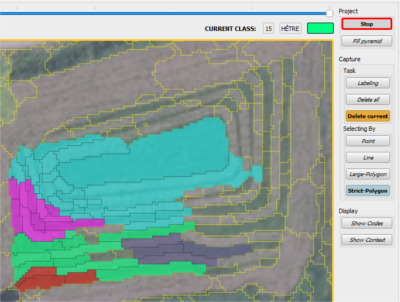 Project
CURRENT CLASS: 15 HÊTRE
Stop
Fill pyramid
Capture
Task
Labeling
Delete all
Delete current
Selecting By
Point
Line
Large-Polygon
Strict-Polygon
Display
Show Codes
Show Context